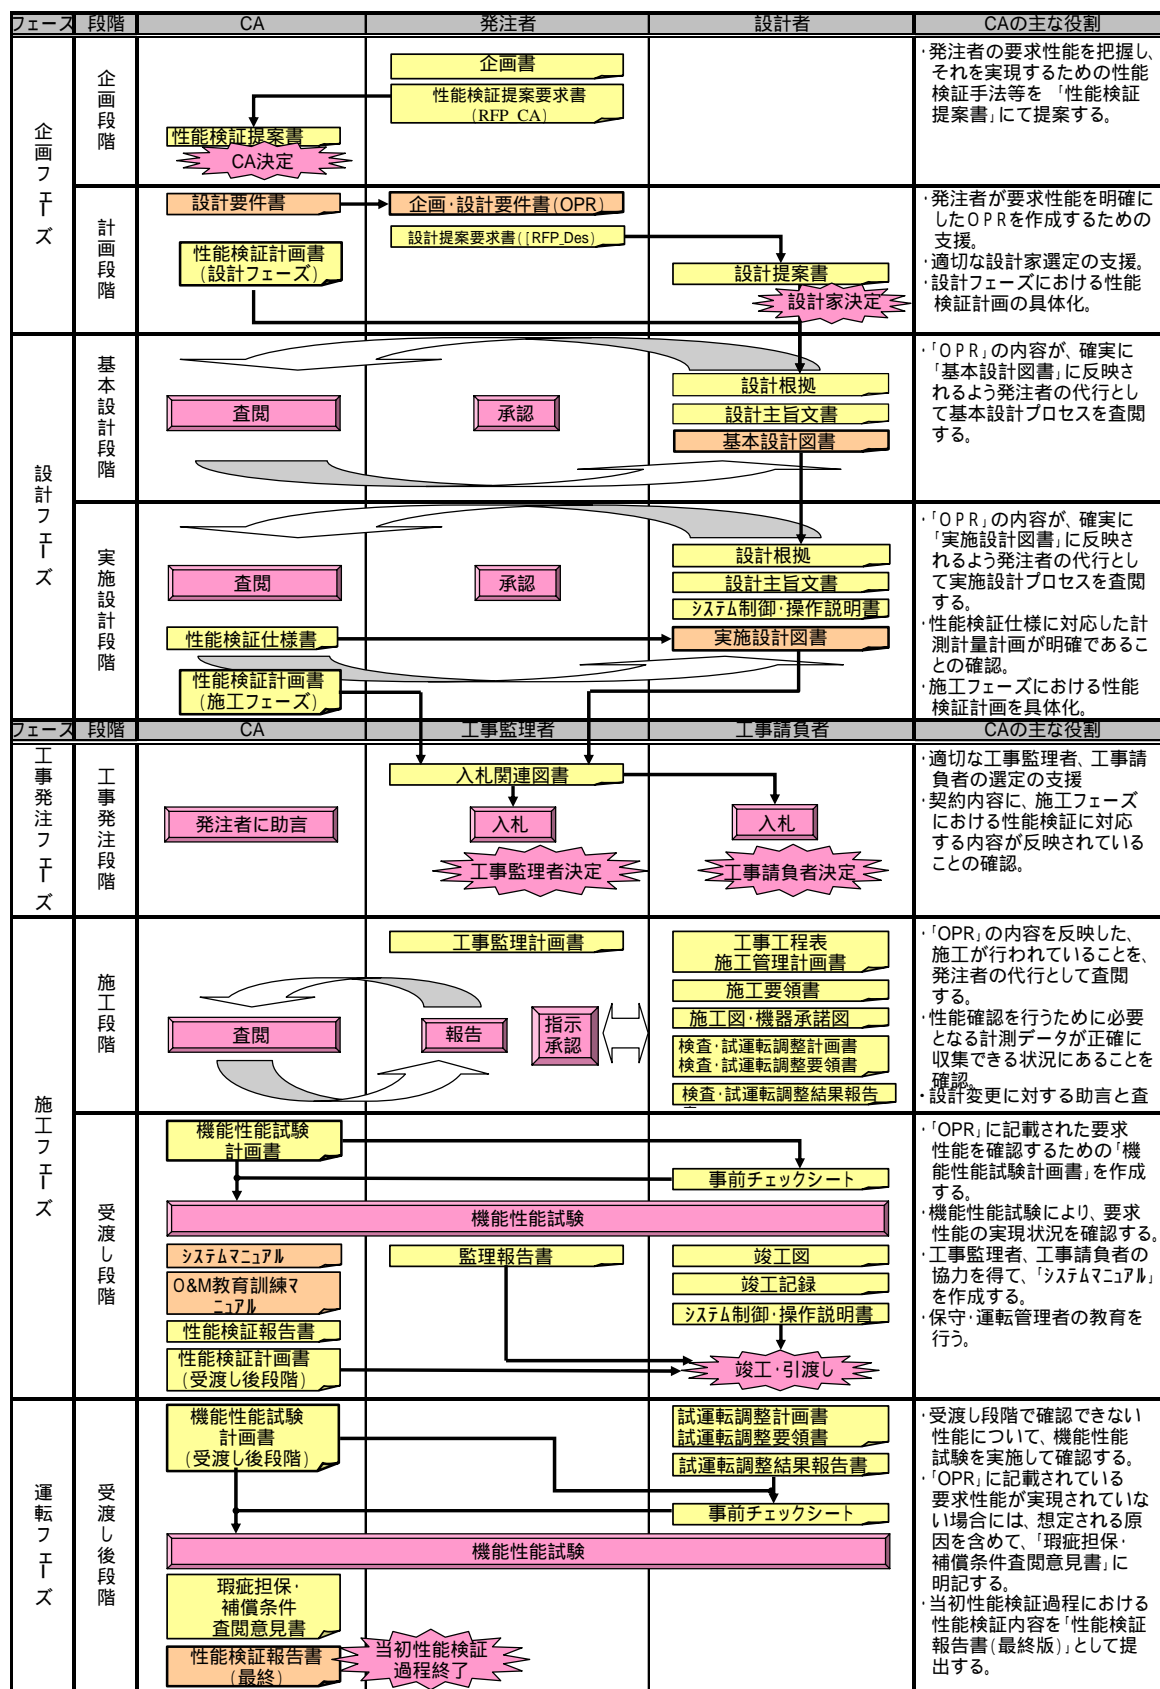 フェーズ 段階 CA 発注者 設計者 CAの主な役割
企画フェーズ
企画段階
企画書
性能検証提案要求書
(RFP_CA)
性能検証提案書
CA決定
・発注者の要求性能を把握し、
それを実現するための性能
検証手法等を「性能検証
提案書」にて提案する。
計画段階
設計要件書
企画・設計要件書(OPR)
設計提案要求書([RFP_Des)
性能検証計画書
(設計フェーズ)
設計提案書
設計家決定
・発注者が要求性能を明確に
したOPRを作成するための
支援。
・適切な設計家選定の支援。
・設計フェーズにおける性能
検証計画の具体化。
設計フェーズ
基本設計段階
査閲
承認
設計根拠
設計主旨文書
基本設計図書
・「OPR」の内容が、確実に
「基本設計図書」に反映さ
れるよう発注者の代行とし
て基本設計プロセスを査閲
する。
実施設計段階
査閲
承認
設計根拠
設計主旨文書
システム制御・操作説明書
実施設計図書
性能検証仕様書
性能検証計画書
(施工フェーズ)
・「OPR」の内容が、確実に
「実施設計図書」に反映さ
れるよう発注者の代行とし
て実施設計プロセスを査閲
する。
・性能検証仕様に対応した計
測計量計画が明確であるこ
との確認。
・施工フェーズにおける性能
検証計画を具体化。
フェーズ 段階 CA 工事監理者 工事請負者 CAの主な役割
工事発注フェーズ
工事発注段階
入札関連図書
発注者に助言
入札
入札
工事監理者決定
工事請負者決定
・適切な工事監理者、工事請
負者の選定の支援
・契約内容に、施工フェーズ
における性能検証に対応
する内容が反映されている
ことの確認。
施工フェーズ
施工段階
工事監理計画書
工事工程表
施工管理計画書
施工要領書
施工図・機器承諾図
検査・試運転調整計画書
検査・試運転調整要領書
検査・試運転調整結果報告
査閲
報告
指示
承認
・「OPR」の内容を反映した、
施工が行われていることを、
発注者の代行として査閲
する。
・性能確認を行うために必要
となる計測データが正確に
収集できる状況にあることを
確認。
・設計変更に対する助言と査
受渡し段階
機能性能試験
計画書
事前チェックシート
機能性能試験
システムマニュアル
O&M教育訓練マ
ニュアル
性能検証報告書
性能検証計画書
(受渡し後段階)
監理報告書
竣工図
竣工記録
システム制御・操作説明書
竣工・引渡し
・「OPR」に記載された要求
性能を確認するための「機
能性能試験計画書」を作成
する。
・機能性能試験により、要求
性能の実現状況を確認する。
・工事監理者、工事請負者の
協力を得て、「システムマニュアル」
を作成する。
・保守・運転管理者の教育を
行う。
運転フェーズ
受渡し後段階
機能性能試験
計画書
(受渡し後段階)
試運転調整計画書
試運転調整要領書
試運転調整結果報告書
事前チェックシート
機能性能試験
瑕疵担保・
補償条件
査閲意見書
性能検証報告書
(最終)
当初性能検証
過程終了
・受渡し段階で確認できない
性能について、機能性能
試験を実施して確認する。
・「OPR」に記載されている
要求性能が実現されていな
い場合には、想定される原
因を含めて、「瑕疵担保・
補償条件査閲意見書」に
明記する。
・当初性能検証過程における
性能検証内容を「性能検証
報告書(最終版)」として提
出する。